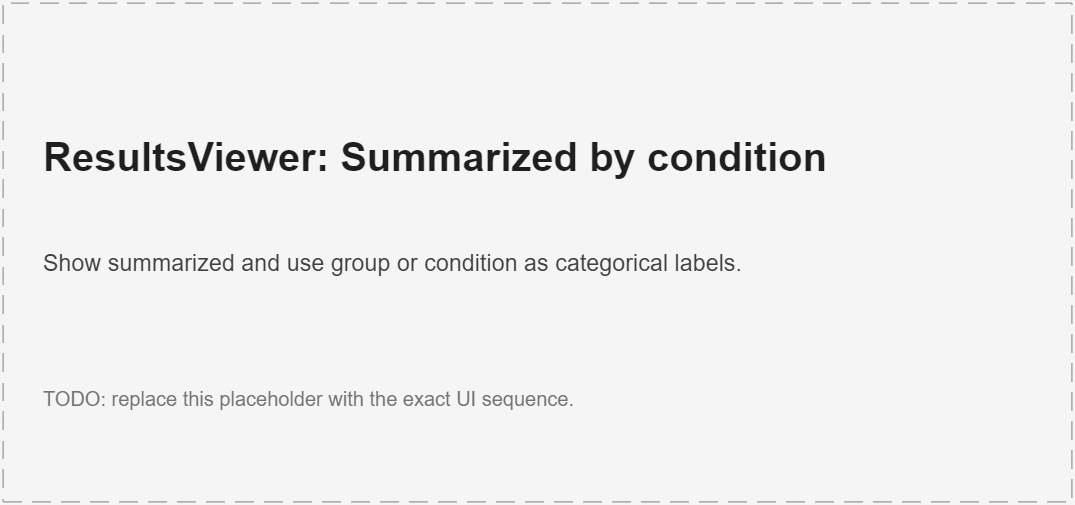 ResultsViewer: Summarized by condition
Show summarized and use group or condition as categorical labels.
TODO: replace this placeholder with the exact UI sequence.